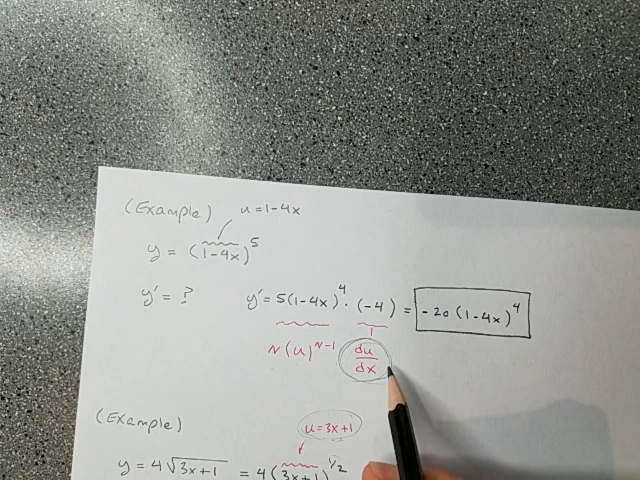 (Example) u=1-4x
y = (1-4x)^5
y' = ? y' = 5(1-4x)^4 · (-4) = -20(1-4x)^4
n(u)^n-1 du/dx
(Example) u=3x+1
y = 4√3x+1 = 4(3x+1)^1/2